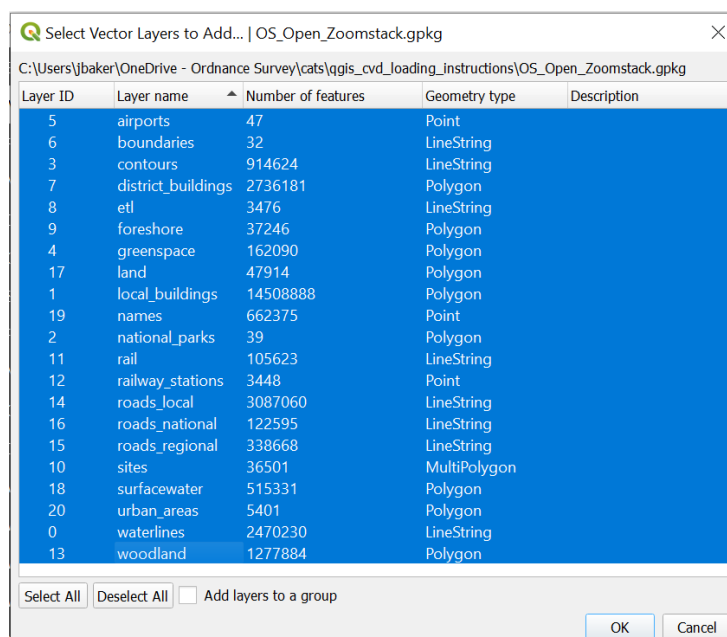 Select Vector Layers to Add... | OS_Open_Zoomstack.gpkg
C:\Users\jbaker\OneDrive - Ordnance Survey\cats\qgis_cvd_loading_instructions\OS_Open_Zoomstack.gpkg
Layer ID Layer name Number of features Geometry type Description
5 airports 47 Point
6 boundaries 32 LineString
3 contours 914624 LineString
7 district_buildings 2736181 Polygon
8 etl 3476 LineString
9 foreshore 37246 Polygon
4 greenspace 162090 Polygon
17 land 47914 Polygon
1 local_buildings 14508888 Polygon
19 names 662375 Point
2 national_parks 39 Polygon
11 rail 105623 LineString
12 railway_stations 3448 Point
14 roads_local 3087060 LineString
16 roads_national 122595 LineString
15 roads_regional 338668 LineString
10 sites 36501 MultiPolygon
18 surfacewater 515331 Polygon
20 urban_areas 5401 Polygon
0 waterlines 2470230 LineString
13 woodland 1277884 Polygon
Select All Deselect All Add layers to a group
OK Cancel